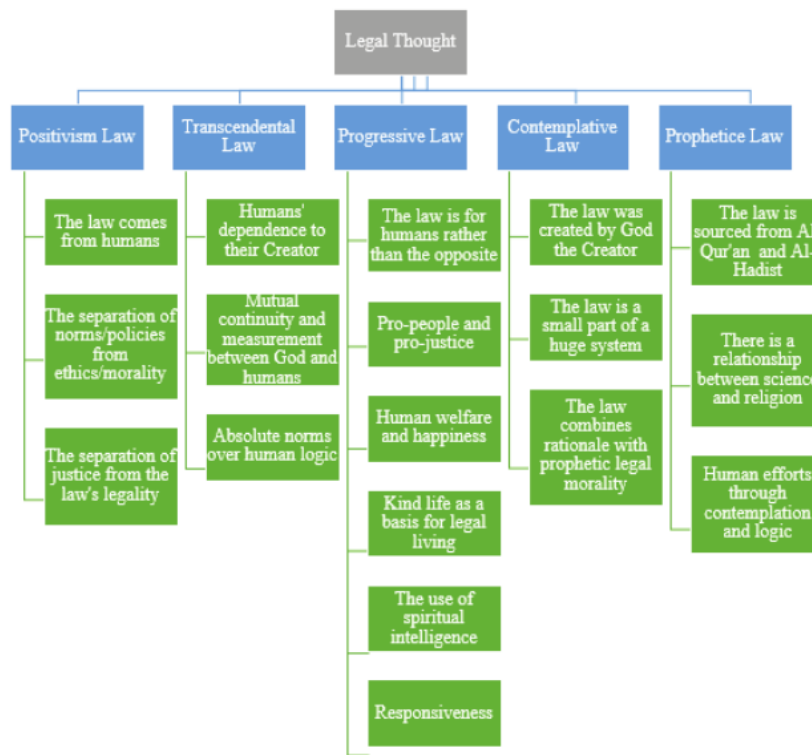 Legal Thought
Positivism Law
Transcendental
Law
Progressive Law
Contemplative
Law
Prophetice Law
The law comes
from humans
The separation of
norms/policies
from
ethics/morality
The separation of
justice from the
law's legality
Humans'
dependence to
their Creator
Mutual
continuity and
measurement
between God and
humans
Absolute norms
over human logic
The law is for
humans rather
than the opposite
Pro-people and
pro-justice
Human welfare
and happiness
Kind life as a
basis for legal
living
The use of
spiritual
intelligence
Responsiveness
The law was
created by God
the Creator
The law is a
small part of a
huge system
The law
combines
rationale with
prophetic legal
morality
The law is
sourced from Al-
Qur'an and Al-
Hadist
There is a
relationship
between science
and religion
Human efforts
through
contemplation
and logic